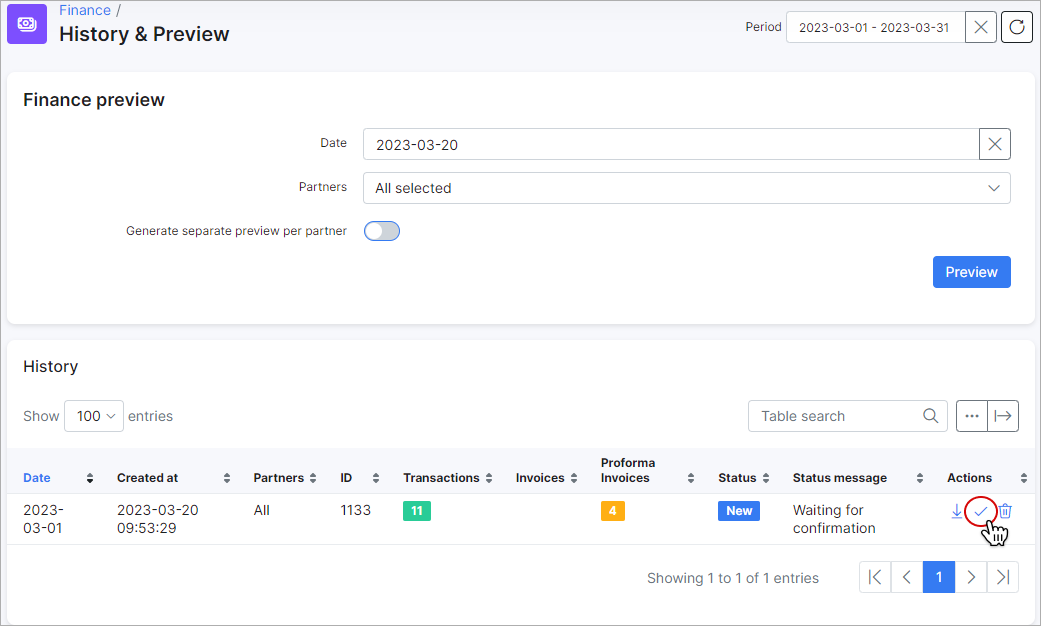 Finance /
History & Preview
Period 2023-03-01 - 2023-03-31
Finance preview
Date 2023-03-20
Partners All selected
Generate separate preview per partner
Preview
History
Show 100 entries Table search
Date Created at Partners ID Transactions Invoices Proforma Invoices Status Status message Actions
2023-03-01 2023-03-20 09:53:29 All 1133 11 4 New Waiting for confirmation
Showing 1 to 1 of 1 entries 1